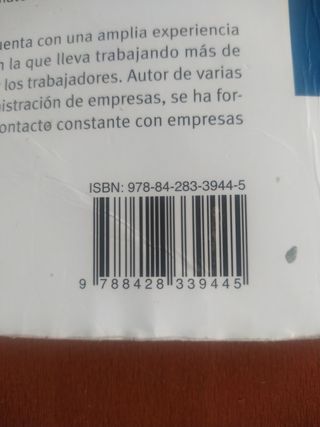 uenta con una amplia experiencia
la que lleva trabajando más de
los trabajadores. Autor de varias
istración de empresas, se ha for-
ontacto constante con empresas
ISBN: 978-84-283-3944-5
9 788428 339445